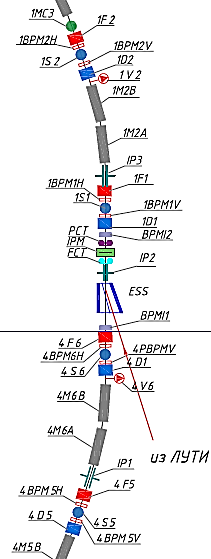 1MC3
1F2
1BPM2H
1BPM2V
1S2
1D2
1V2
1M2B
1M2A
IP3
1BPM1H
1F1
1S1
1BPM1V
1D1
PCT
BPMI2
IPM
FCT
IP2
ESS
BPMI1
4F6
4BPM6H
4PBPMV
4S6
4D1
4V6
4M6B
4M6A
из ЛУТИ
IP1
4BPM5H
4F5
4D5
4S5
4BPM5V
4M5B